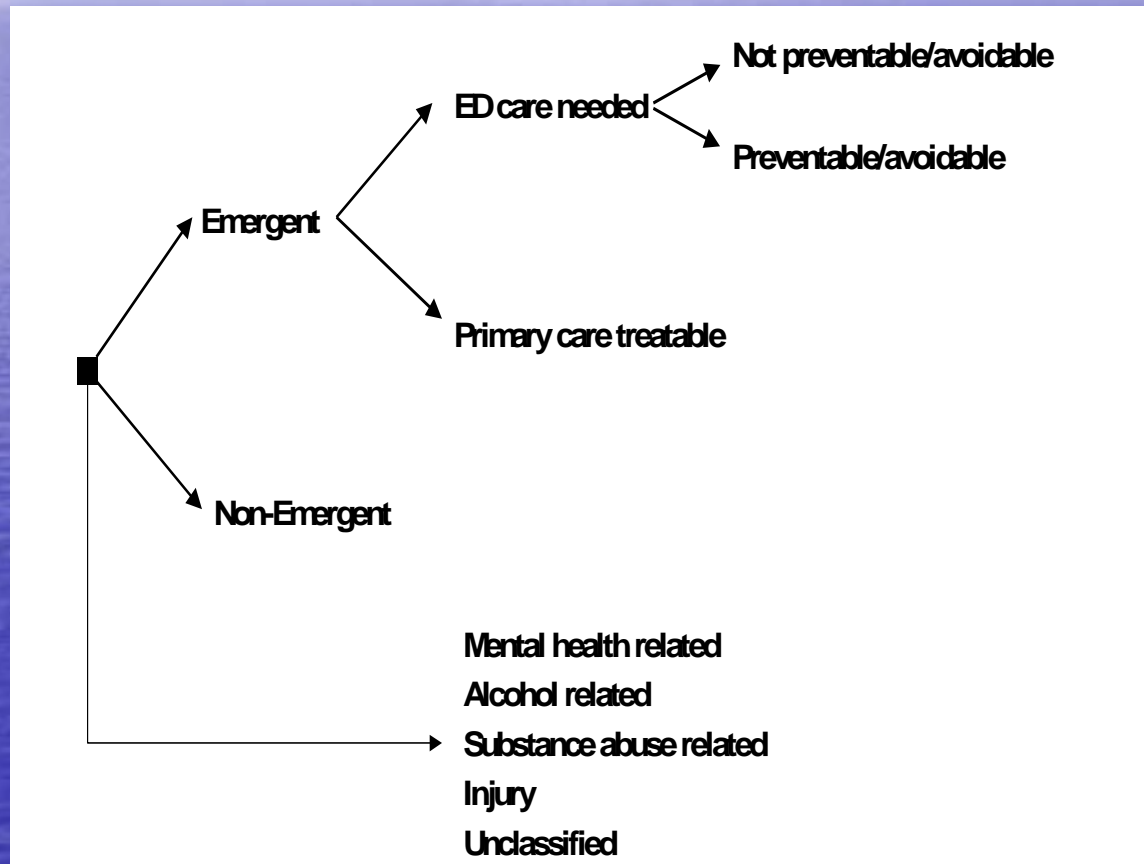 Not preventable/avoidable
ED care needed
Preventable/avoidable
Emergent
Primary care treatable
Non-Emergent
Mental health related
Alcohol related
Substance abuse related
Injury
Unclassified